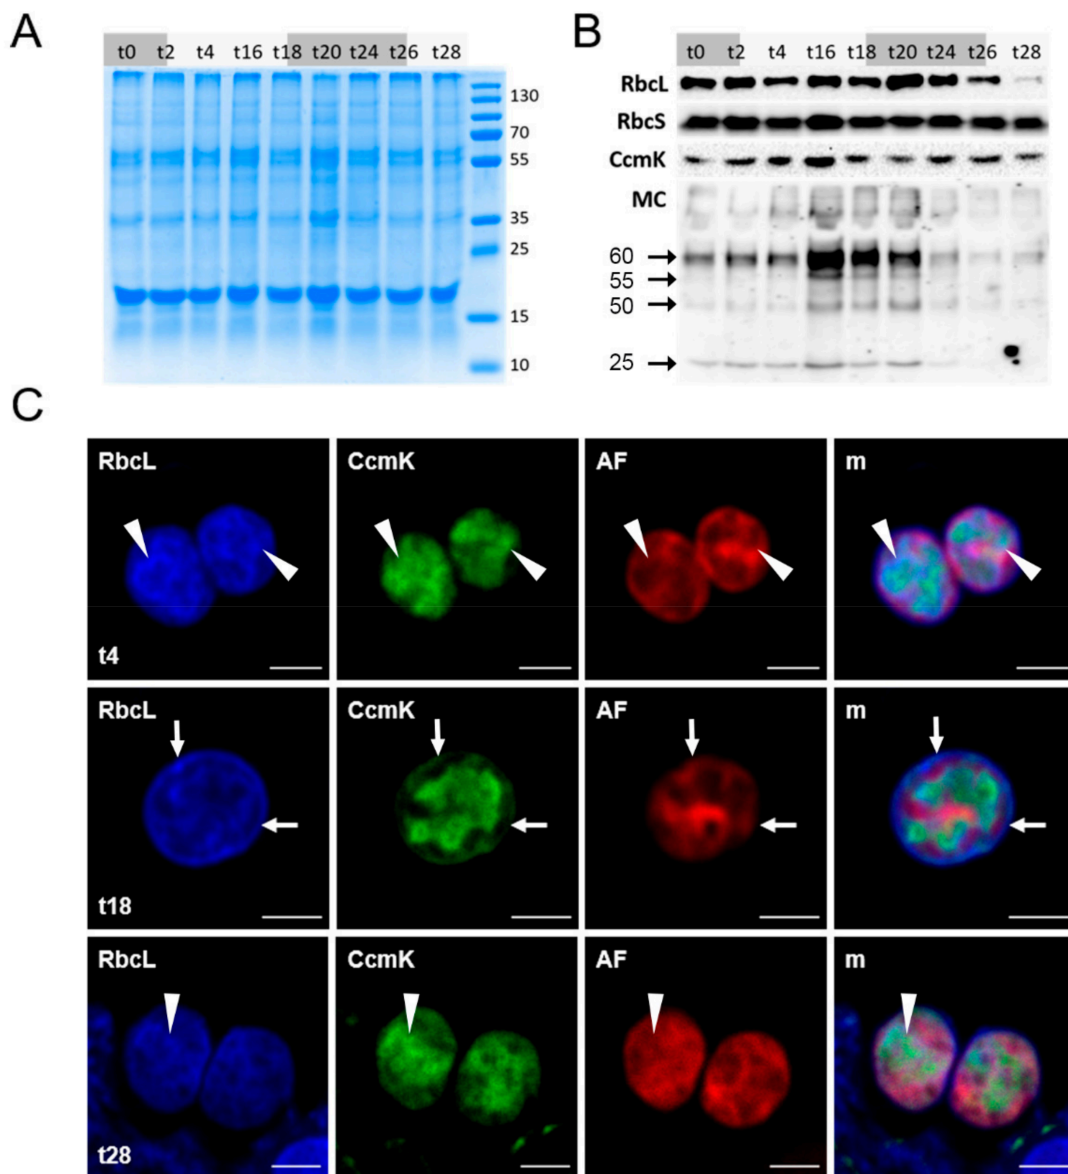 A
t0 t2 t4 t16 t18 t20 t24 t26 t28
130
70
55
35
25
15
10
B
t0 t2 t4 t16 t18 t20 t24 t26 t28
RbcL
RbcS
CcmK
MC
60
55
50
25
C
RbcL CcmK AF m
t4
RbcL CcmK AF m
t18
RbcL CcmK AF m
t28